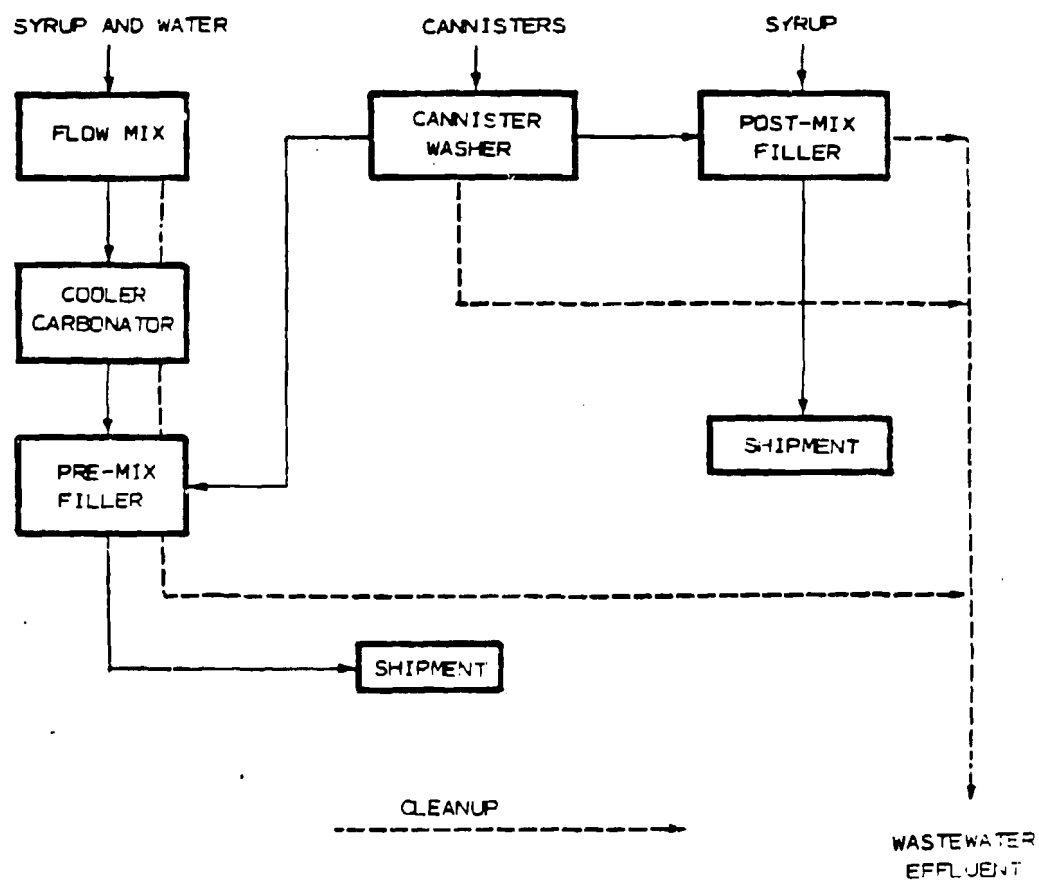 SYRUP AND WATER
CANNISTERS
SYRUP
FLOW MIX
CANNISTER
WASHER
POST-MIX
FILLER
COOLER
CARBONATOR
PRE-MIX
FILLER
SHIPMENT
SHIPMENT
CLEANUP
WASTEWATER
EFFLUENT